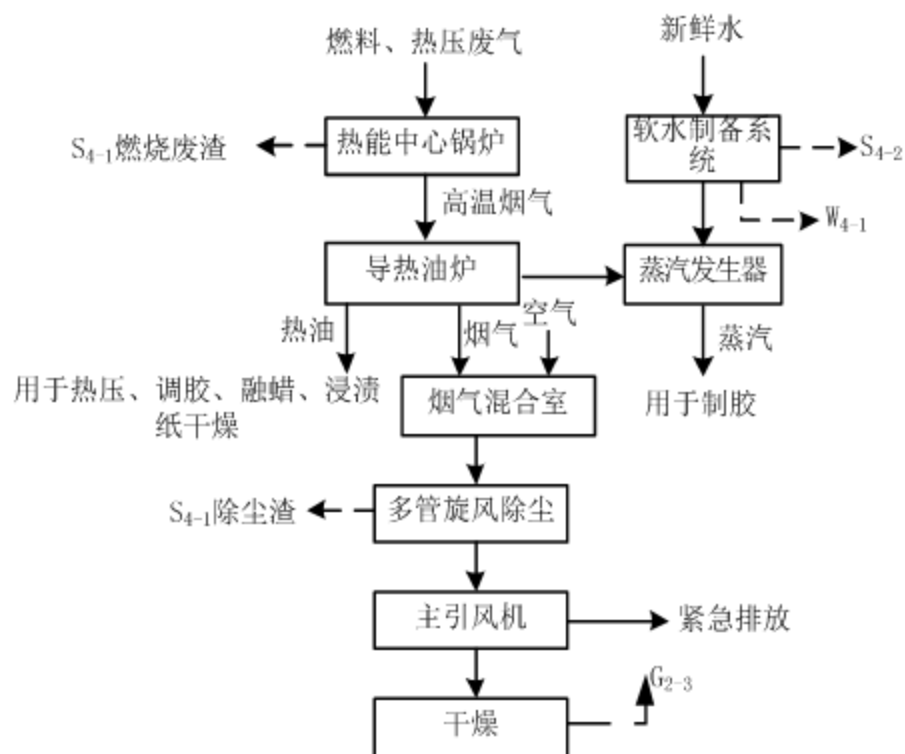 燃料、热压废气
新鲜水
S4-1燃烧废渣
热能中心锅炉
软水制备系
统
S4-2
高温烟气
W4-1
导热油炉
蒸汽发生器
热油
烟气
空气
蒸汽
用于热压、调胶、融蜡、浸渍
纸干燥
烟气混合室
用于制胶
S4-1除尘渣
多管旋风除尘
主引风机
紧急排放
G2-3
干燥